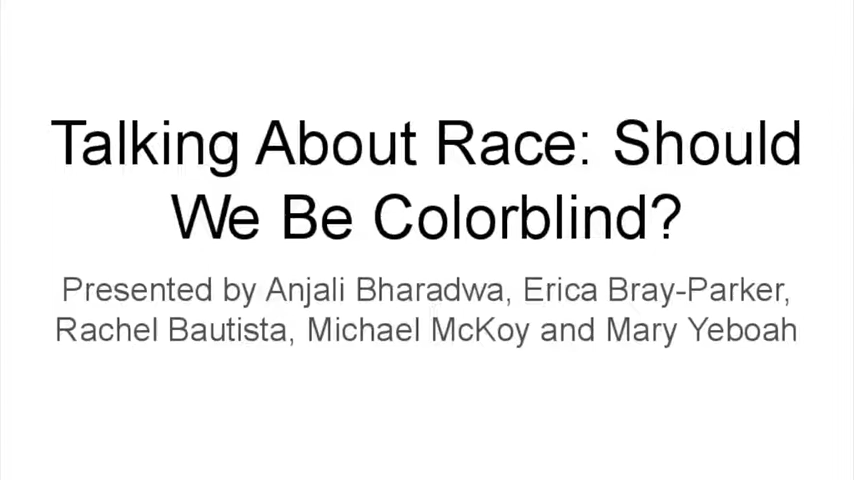 Talking About Race: Should
We Be Colorblind?
Presented by Anjali Bharadwa, Erica Bray-Parker,
Rachel Bautista, Michael McKoy and Mary Yeboah